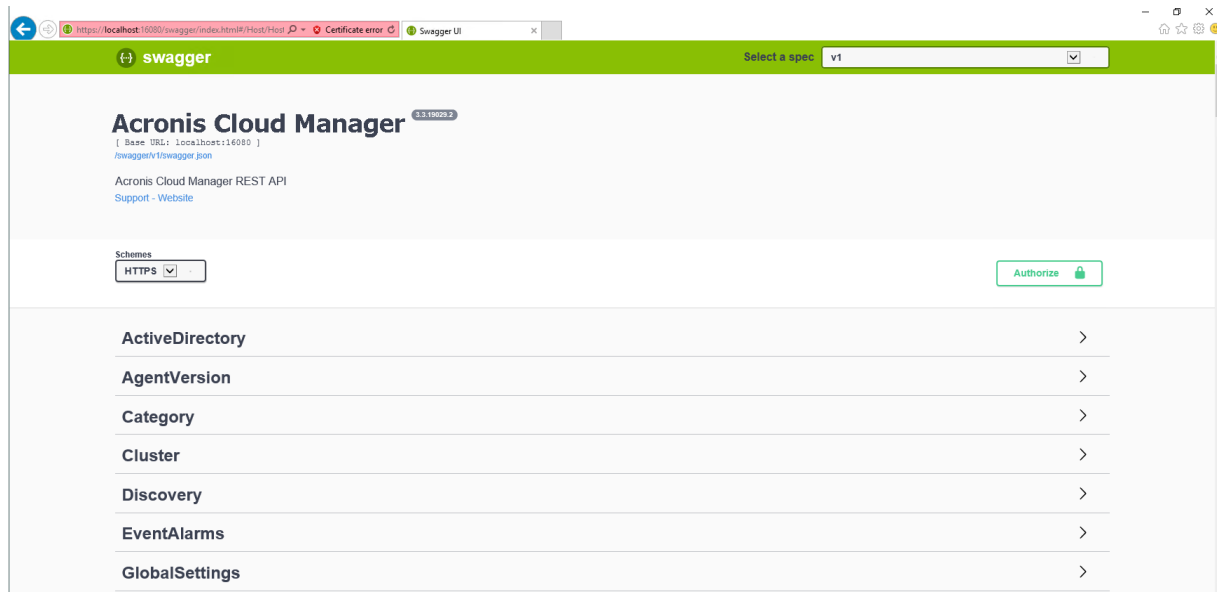 https://localhost:16080/swagger/index.html#/Host/Host
Certificate error
Swagger UI
swagger
Select a spec
v1
Acronis Cloud Manager
3.3.19029.2
[ Base URL: localhost:16080 ]
/swagger/v1/swagger.json
Acronis Cloud Manager REST API
Support - Website
Schemes
HTTPS
Authorize
ActiveDirectory
AgentVersion
Category
Cluster
Discovery
EventAlarms
GlobalSettings